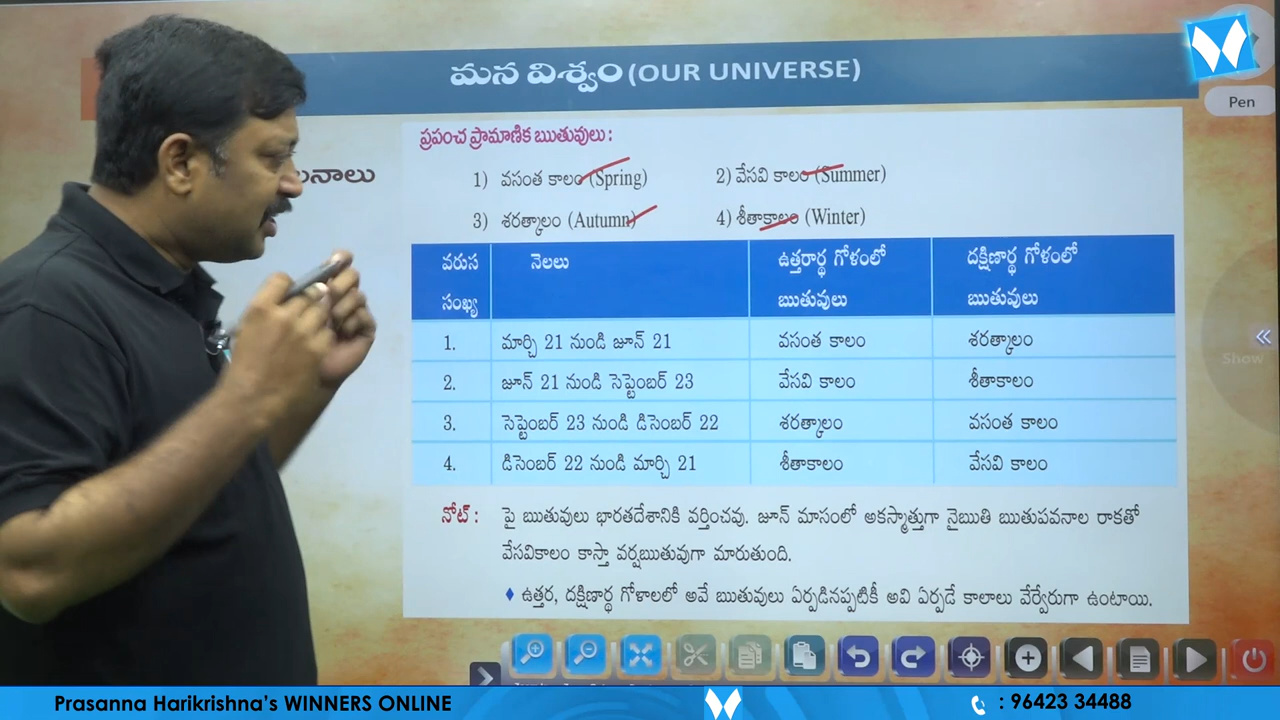 మన విశ్వం (OUR UNIVERSE)
Pen
ప్రపంచ ప్రామాణిక ఋతువులు :
1) వసంత కాలం (Spring) 2) వేసవి కాలం (Summer)
3) శరత్కాలం (Autumn) 4) శీతాకాలం (Winter)
వరుస సంఖ్య నెలలు ఉత్తరార్థ గోళంలో ఋతువులు దక్షిణార్థ గోళంలో ఋతువులు
1. మార్చి 21 నుండి జూన్ 21 వసంత కాలం శరత్కాలం
2. జూన్ 21 నుండి సెప్టెంబర్ 23 వేసవి కాలం శీతాకాలం
3. సెప్టెంబర్ 23 నుండి డిసెంబర్ 22 శరత్కాలం వసంత కాలం
4. డిసెంబర్ 22 నుండి మార్చి 21 శీతాకాలం వేసవి కాలం
Show
నోట్ : పై ఋతువులు భారతదేశానికి వర్తించవు. జూన్ మాసంలో అకస్మాత్తుగా నైఋతి ఋతుపవనాల రాకతో
వేసవికాలం కాస్తా వర్షఋతువుగా మారుతుంది.
♦ ఉత్తర, దక్షిణార్థ గోళాలలో అవే ఋతువులు ఏర్పడినప్పటికీ అవి ఏర్పడే కాలాలు వేర్వేరుగా ఉంటాయి.
Prasanna Harikrishna's WINNERS ONLINE : 96423 34488